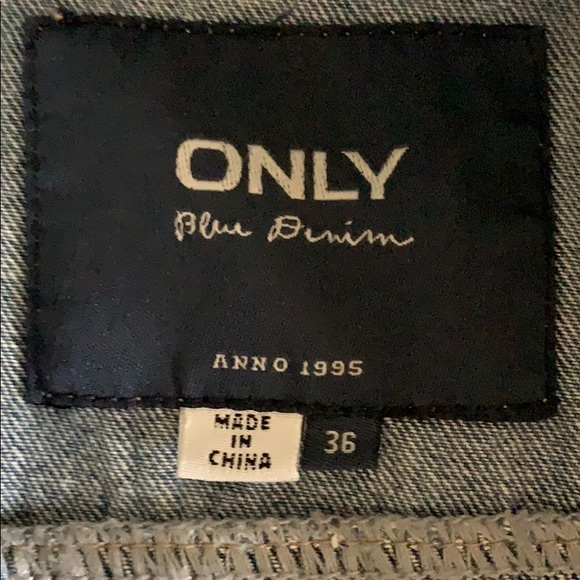 ONLY
Blue Denim
ANNO 1995
MADE
IN
CHINA
36